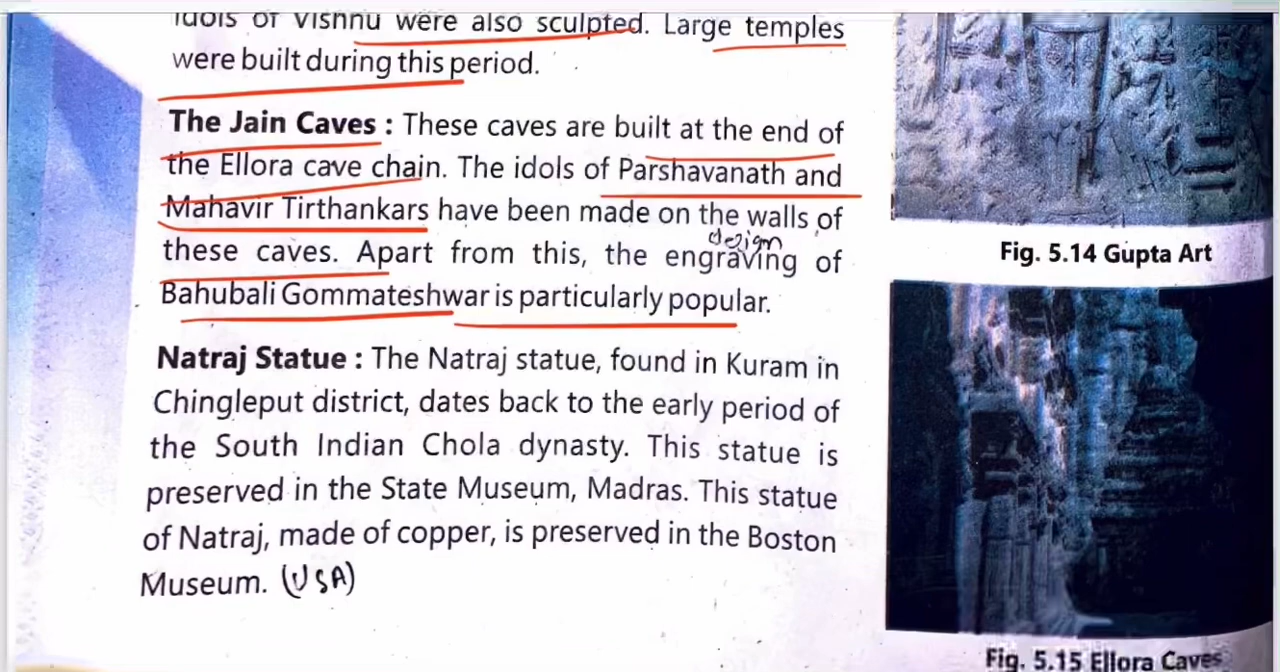 idols of Vishnu were also sculpted. Large temples
were built during this period.
The Jain Caves : These caves are built at the end of
the Ellora cave chain. The idols of Parshavanath and
Mahavir Tirthankars have been made on the walls of
design
these caves. Apart from this, the engraving of
Bahubali Gommateshwar is particularly popular.
Natraj Statue : The Natraj statue, found in Kuram in
Chingleput district, dates back to the early period of
the South Indian Chola dynasty. This statue is
preserved in the State Museum, Madras. This statue
of Natraj, made of copper, is preserved in the Boston
Museum. (USA)
Fig. 5.14 Gupta Art
Fig. 5.15 Ellora Caves